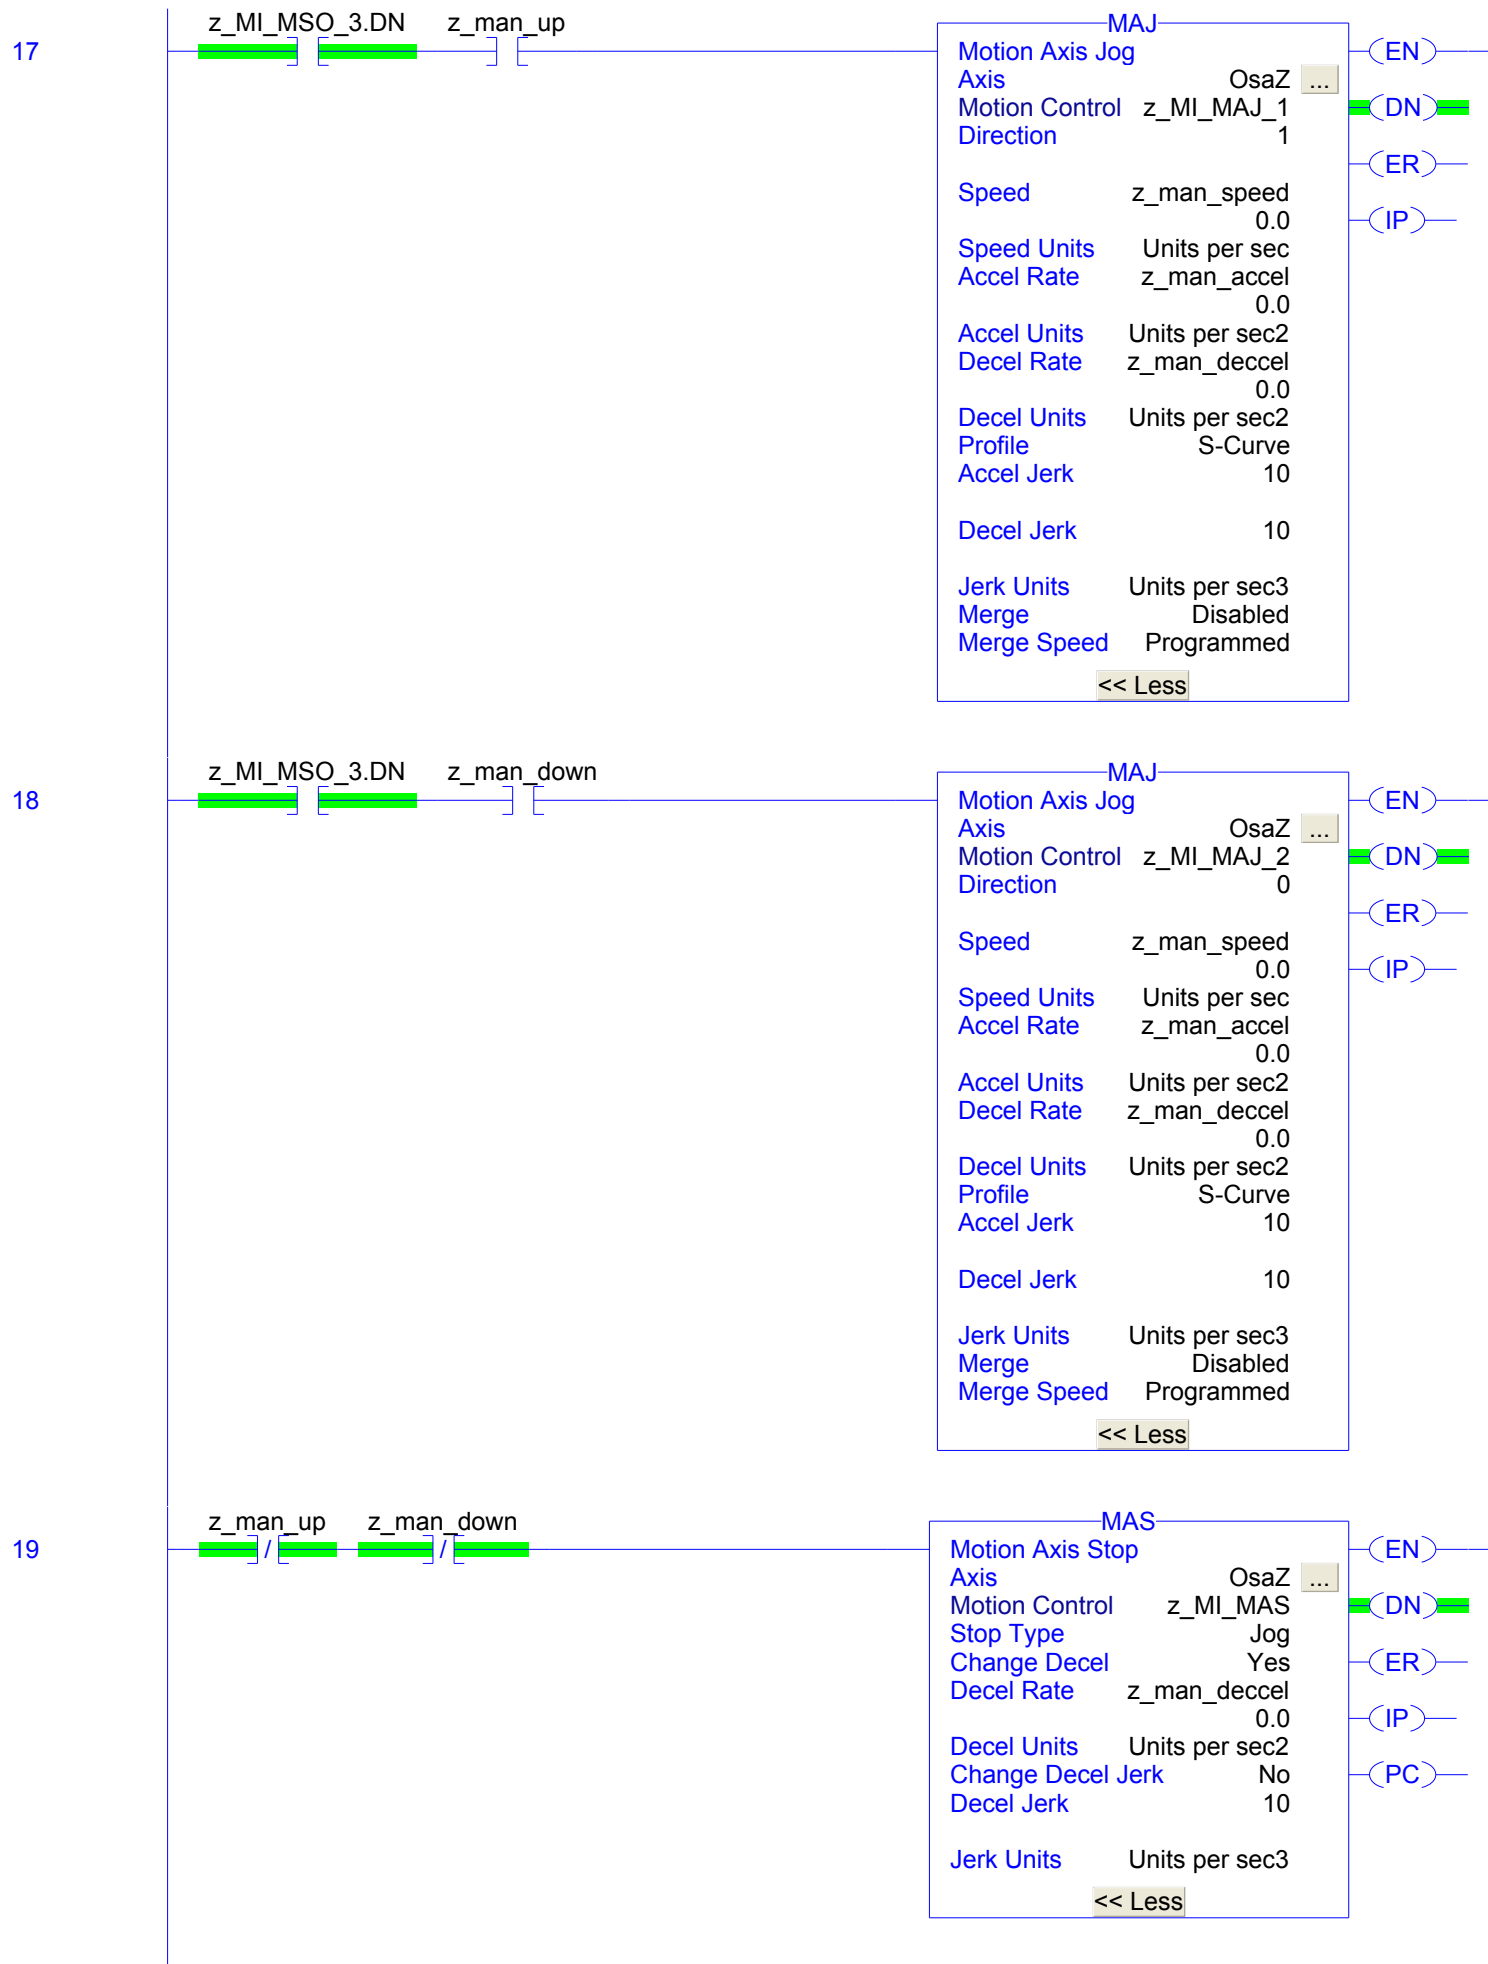 z_MI_MSO_3.DN z_man_up MAJ
17 Motion Axis Jog EN
Axis OsaZ ...
Motion Control z_MI_MAJ_1 DN
Direction 1
ER
Speed z_man_speed
0.0 IP
Speed Units Units per sec
Accel Rate z_man_accel
0.0
Accel Units Units per sec2
Decel Rate z_man_deccel
0.0
Decel Units Units per sec2
Profile S-Curve
Accel Jerk 10
Decel Jerk 10
Jerk Units Units per sec3
Merge Disabled
Merge Speed Programmed
<< Less
z_MI_MSO_3.DN z_man_down MAJ
18 Motion Axis Jog EN
Axis OsaZ ...
Motion Control z_MI_MAJ_2 DN
Direction 0
ER
Speed z_man_speed
0.0 IP
Speed Units Units per sec
Accel Rate z_man_accel
0.0
Accel Units Units per sec2
Decel Rate z_man_deccel
0.0
Decel Units Units per sec2
Profile S-Curve
Accel Jerk 10
Decel Jerk 10
Jerk Units Units per sec3
Merge Disabled
Merge Speed Programmed
<< Less
z_man_up z_man_down MAS
19 / / Motion Axis Stop EN
Axis OsaZ ...
Motion Control z_MI_MAS DN
Stop Type Jog
Change Decel Yes ER
Decel Rate z_man_deccel
0.0 IP
Decel Units Units per sec2
Change Decel Jerk No PC
Decel Jerk 10
Jerk Units Units per sec3
<< Less